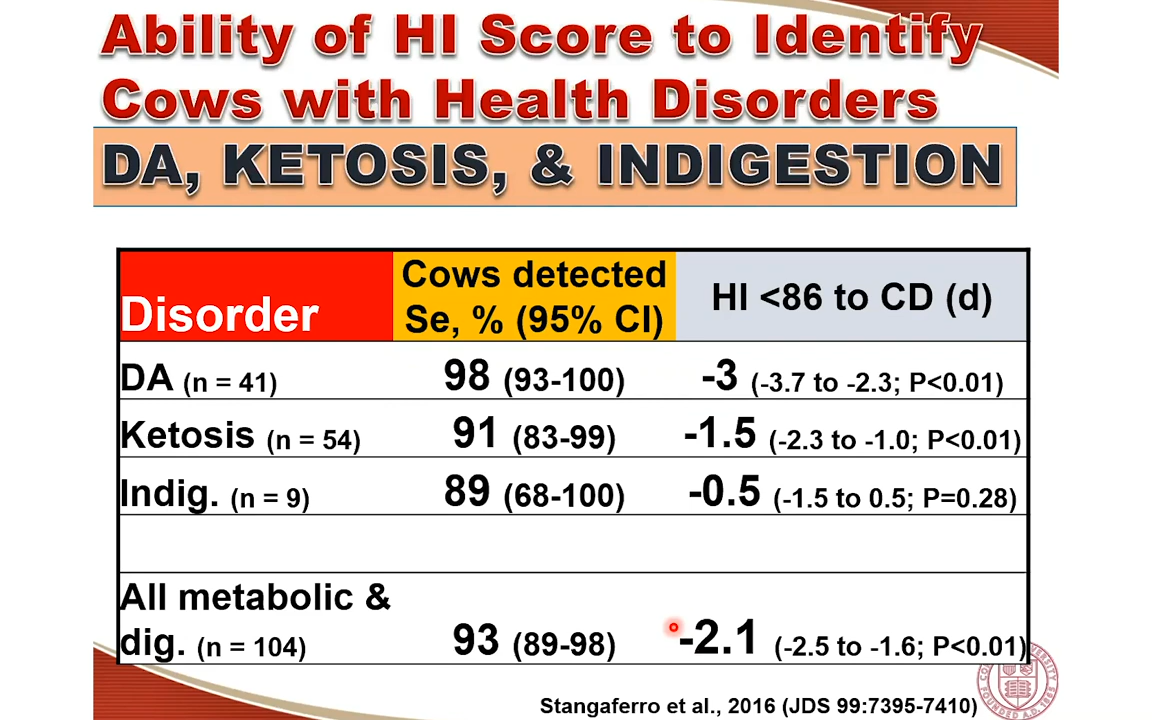 Ability of HI Score to Identify
Cows with Health Disorders
DA, KETOSIS, & INDIGESTION
Disorder
Cows detected
Se, % (95% CI)
HI <86 to CD (d)
DA (n = 41) 98 (93-100) -3 (-3.7 to -2.3; P<0.01)
Ketosis (n = 54) 91 (83-99) -1.5 (-2.3 to -1.0; P<0.01)
Indig. (n = 9) 89 (68-100) -0.5 (-1.5 to 0.5; P=0.28)
All metabolic &
dig. (n = 104) 93 (89-98) -2.1 (-2.5 to -1.6; P<0.01)
Stangaferro et al., 2016 (JDS 99:7395-7410)